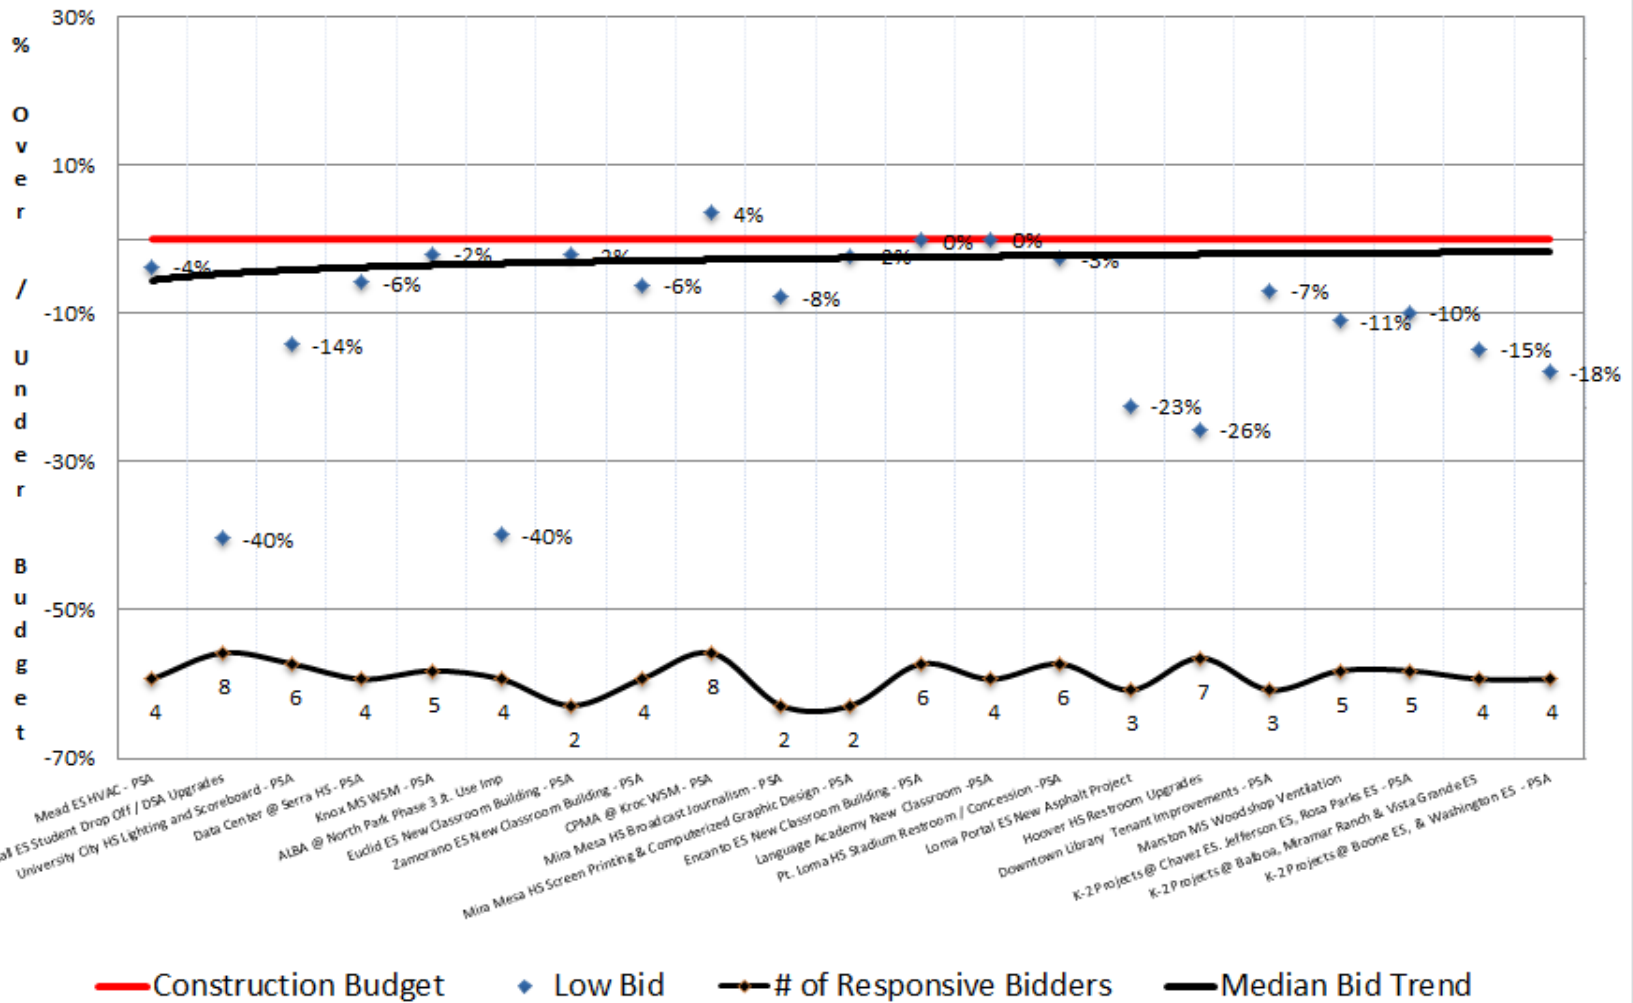 % Over / Under Budget
30%
10%
-10%
-30%
-50%
-70%
-4%
-40%
-14%
-6%
-2%
-40%
-2%
-6%
4%
-8%
-2%
0%
0%
-3%
-23%
-26%
-7%
-11%
-10%
-15%
-18%
4
8
6
4
5
4
2
4
8
2
2
6
4
6
3
7
3
5
5
4
4
Mead ES HVAC - PSA
ES Student Drop Off / DSA Upgrades
University City HS Lighting and Scoreboard - PSA
Data Center @ Serra HS - PSA
Knox MS WSM - PSA
ALBA @ North Park Phase 3 Jt. Use Imp
Euclid ES New Classroom Building - PSA
Zamorano ES New Classroom Building - PSA
CPMA @ Kroc WSM - PSA
Mira Mesa HS Broadcast Journalism - PSA
Mira Mesa HS Screen Printing & Computerized Graphic Design - PSA
Encanto ES New Classroom Building - PSA
Language Academy New Classroom -PSA
Pt. Loma HS Stadium Restroom / Concession -PSA
Loma Portal ES New Asphalt Project
Hoover HS Restroom Upgrades
Downtown Library Tenant Improvements - PSA
Marston MS Woodshop Ventilation
K-2 Projects @ Chavez ES. Jefferson ES, Rosa Parks ES - PSA
K-2 Projects @ Balboa, Miramar Ranch & Vista Grande ES
K-2 Projects @ Boone ES, & Washington ES - PSA
Construction Budget
Low Bid
# of Responsive Bidders
Median Bid Trend